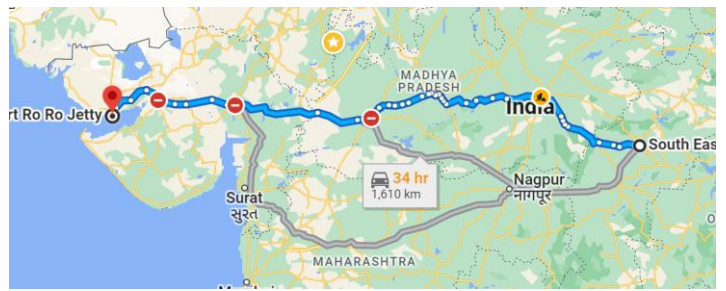 MADHYA
PRADESH
India
rt Ro Ro Jetty
South Eas
34 hr
1,610 km
Nagpur
नागपूर
Surat
સુરત
MAHARASHTRA